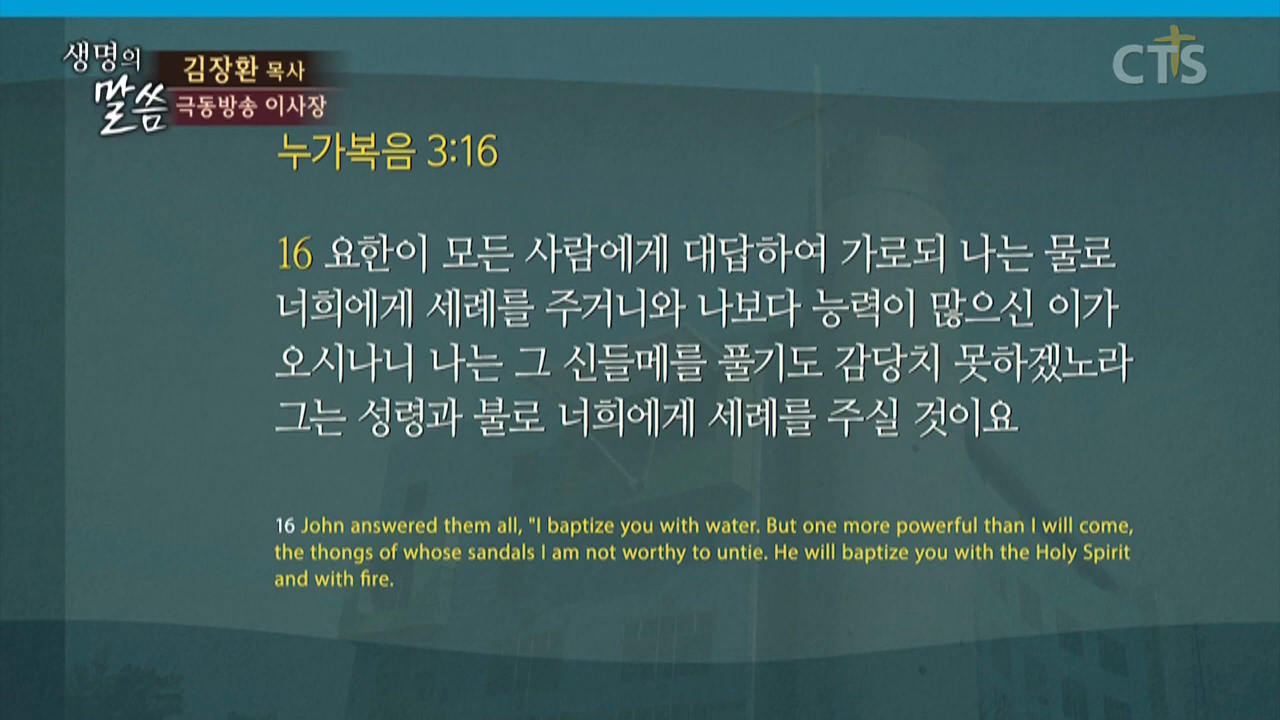 생명의
말씀
김장환 목사
극동방송 이사장
CTS
누가복음 3:16
16 요한이 모든 사람에게 대답하여 가로되 나는 물로
너희에게 세례를 주거니와 나보다 능력이 많으신 이가
오시나니 나는 그 신들메를 풀기도 감당치 못하겠노라
그는 성령과 불로 너희에게 세례를 주실 것이요
16 John answered them all, "I baptize you with water. But one more powerful than I will come,
the thongs of whose sandals I am not worthy to untie. He will baptize you with the Holy Spirit
and with fire.